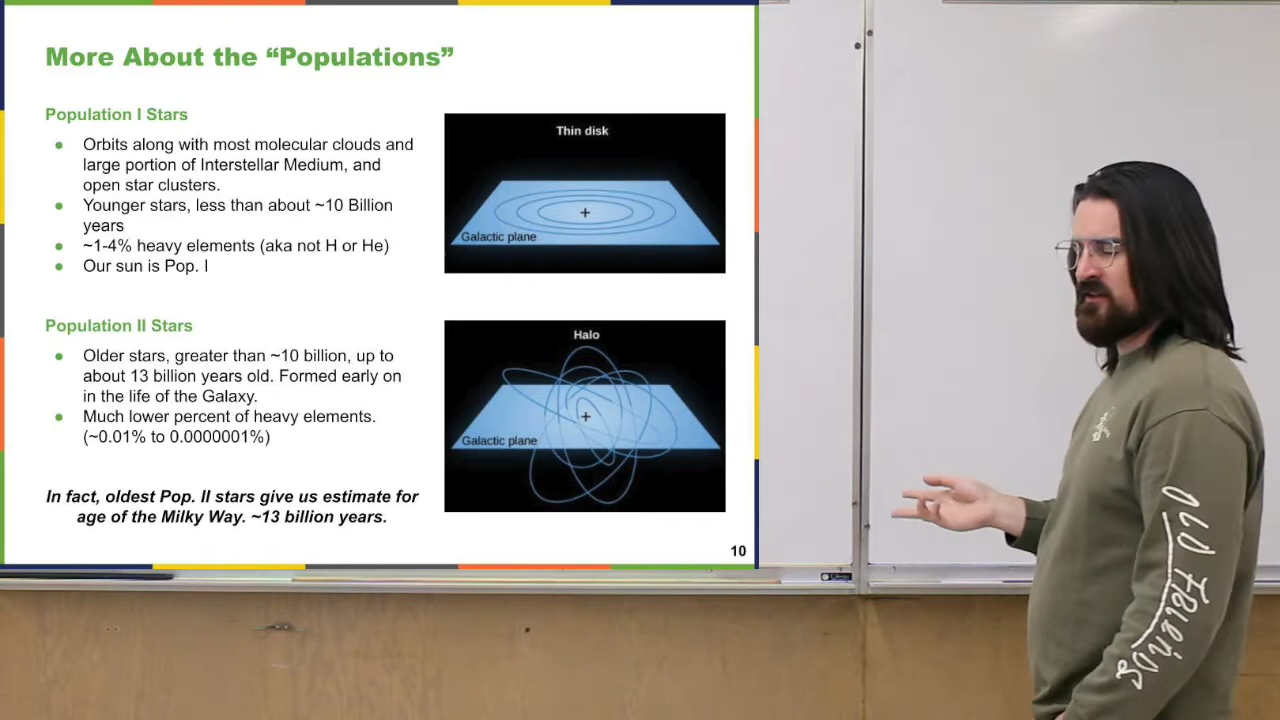 More About the “Populations”
Population I Stars
● Orbits along with most molecular clouds and
large portion of Interstellar Medium, and
open star clusters.
● Younger stars, less than about ~10 Billion
years
● ~1-4% heavy elements (aka not H or He)
● Our sun is Pop. I
Thin disk
Galactic plane
Population II Stars
● Older stars, greater than ~10 billion, up to
about 13 billion years old. Formed early on
in the life of the Galaxy.
● Much lower percent of heavy elements.
(~0.01% to 0.0000001%)
Halo
Galactic plane
In fact, oldest Pop. II stars give us estimate for
age of the Milky Way. ~13 billion years.
10
OLD FRIENDS